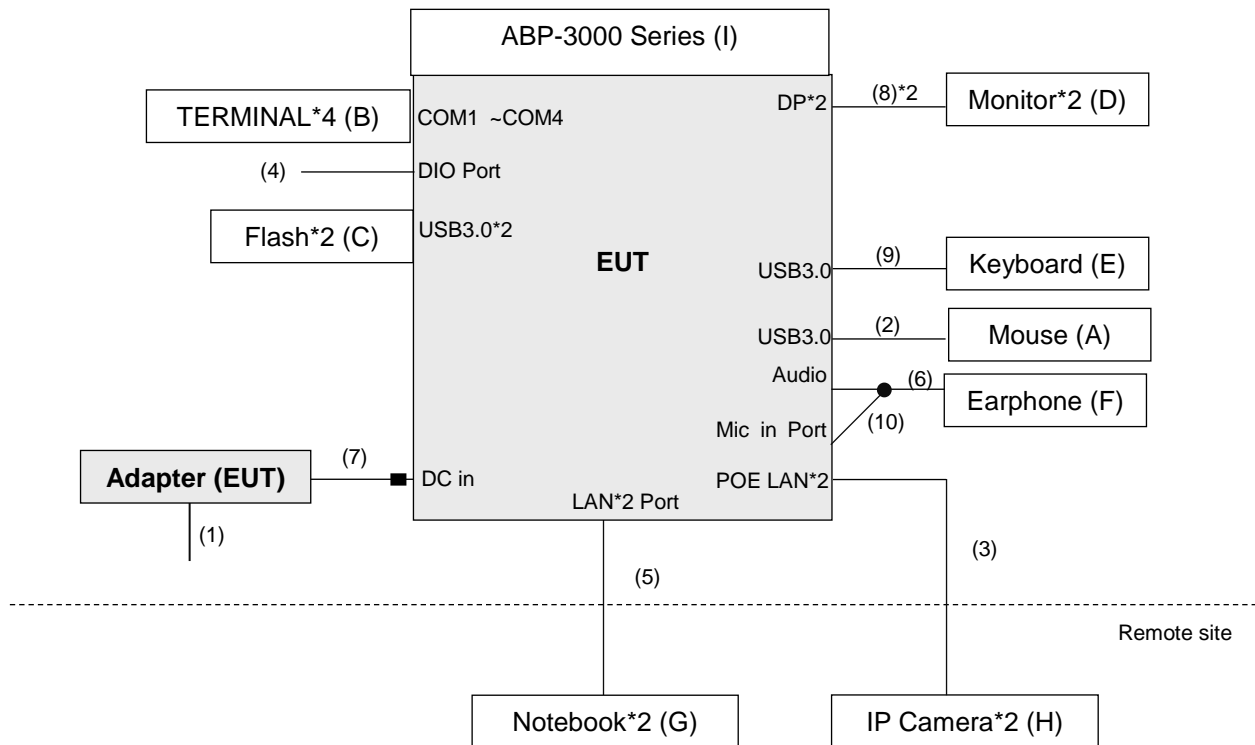 ABP-3000 Series (I)
TERMINAL*4 (B)
COM1 ~COM4
DP*2
(8)*2
Monitor*2 (D)
(4)
DIO Port
Flash*2 (C)
USB3.0*2
EUT
USB3.0
(9)
Keyboard (E)
USB3.0
(2)
Mouse (A)
Audio
(6)
Earphone (F)
Mic in Port
(10)
Adapter (EUT)
(7)
DC in
POE LAN*2
LAN*2 Port
(1)
(3)
(5)
Remote site
Notebook*2 (G)
IP Camera*2 (H)